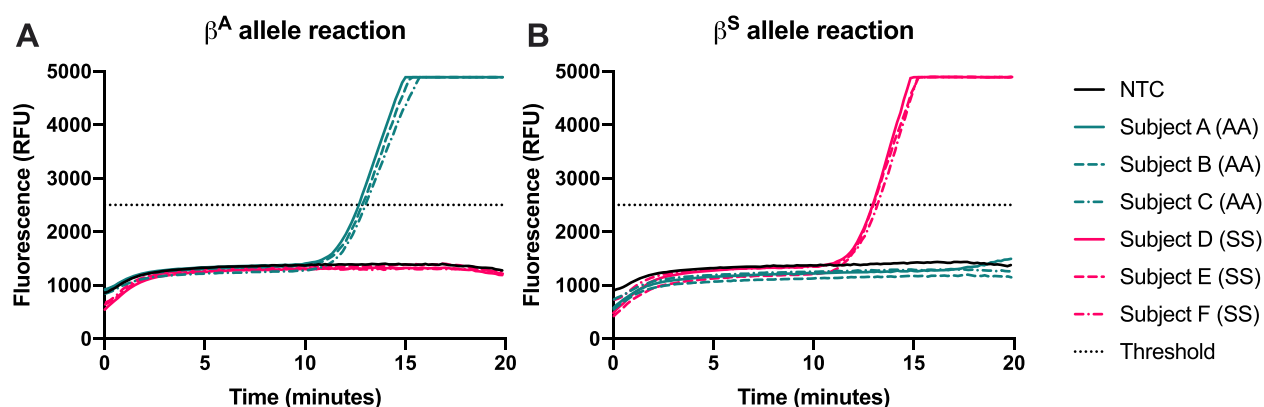 A
βA allele reaction
Fluorescence (RFU)
5000
4000
3000
2000
1000
0
0 5 10 15 20
Time (minutes)
B
βS allele reaction
Fluorescence (RFU)
5000
4000
3000
2000
1000
0
0 5 10 15 20
Time (minutes)
NTC
Subject A (AA)
Subject B (AA)
Subject C (AA)
Subject D (SS)
Subject E (SS)
Subject F (SS)
Threshold